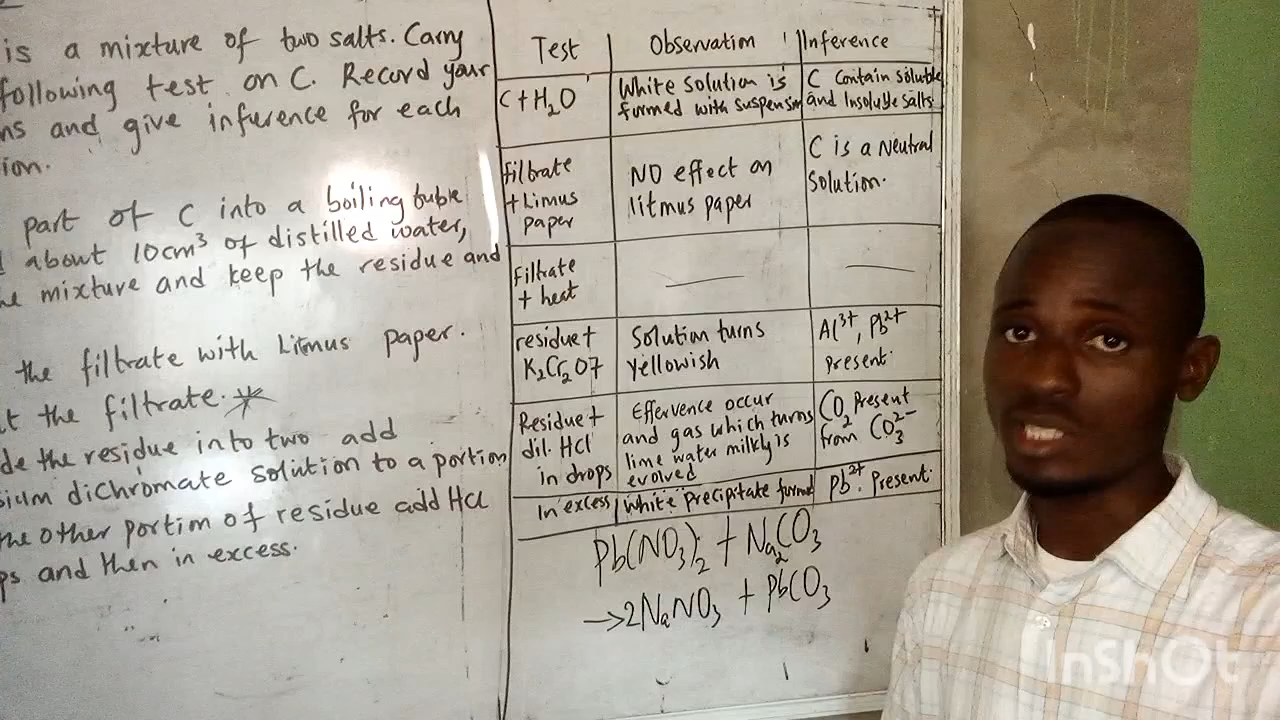 is a mixture of two salts. Carry
following test on C. Record your
ns and give inference for each
ion.
part of C into a boiling tube
about 10cm³ of distilled water,
he mixture and keep the residue and
the filtrate with Litmus paper.
at the filtrate.
de the residue into two add
sium dichromate solution to a portion
the other portion of residue add HCl
ps and then in excess.
Test | Observation | Inference
C + H₂O | White solution is formed with suspension | C Contain soluble and Insoluble salts
filtrate + Limus paper | NO effect on litmus paper | C is a Neutral Solution.
filtrate + heat | — | —
residue + K₂Cr₂O7 | Solution turns yellowish | Al³⁺, Pb²⁺ Present.
Residue + dil. HCl in drops | Effervence occur and gas which turns lime water milky is evolved | CO₂ Present from CO₃²⁻
In excess | White Precipitate formed | Pb²⁺ Present.
Pb(NO₃)₂ + Na₂CO₃
→ 2NaNO₃ + PbCO₃
InShOt